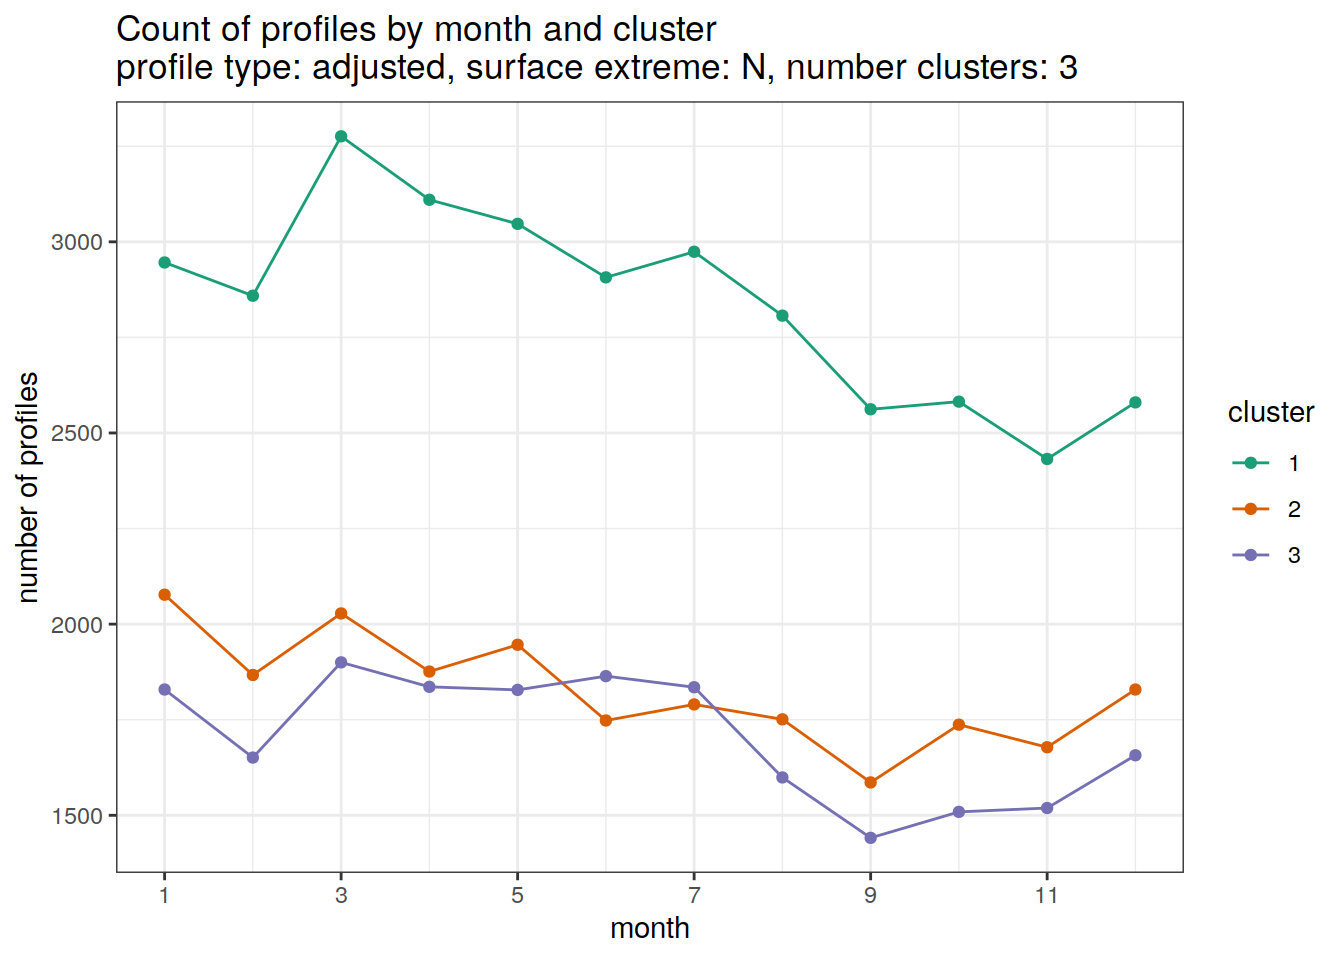 Count of profiles by month and cluster
profile type: adjusted, surface extreme: N, number clusters: 3
number of profiles
3000
2500
2000
1500
1 3 5 7 9 11
month
cluster
1
2
3